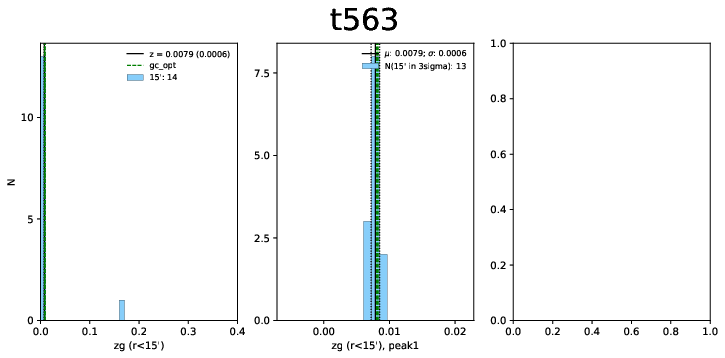 t563
z = 0.0079 (0.0006)
gc_opt
15': 14
N
10
5
0
0.0 0.1 0.2 0.3 0.4
zg (r<15')
μ: 0.0079; σ: 0.0006
N(15' in 3sigma): 13
7.5
5.0
2.5
0.0
0.00 0.01 0.02
zg (r<15'), peak1
1.0
0.8
0.6
0.4
0.2
0.0
0.0 0.2 0.4 0.6 0.8 1.0